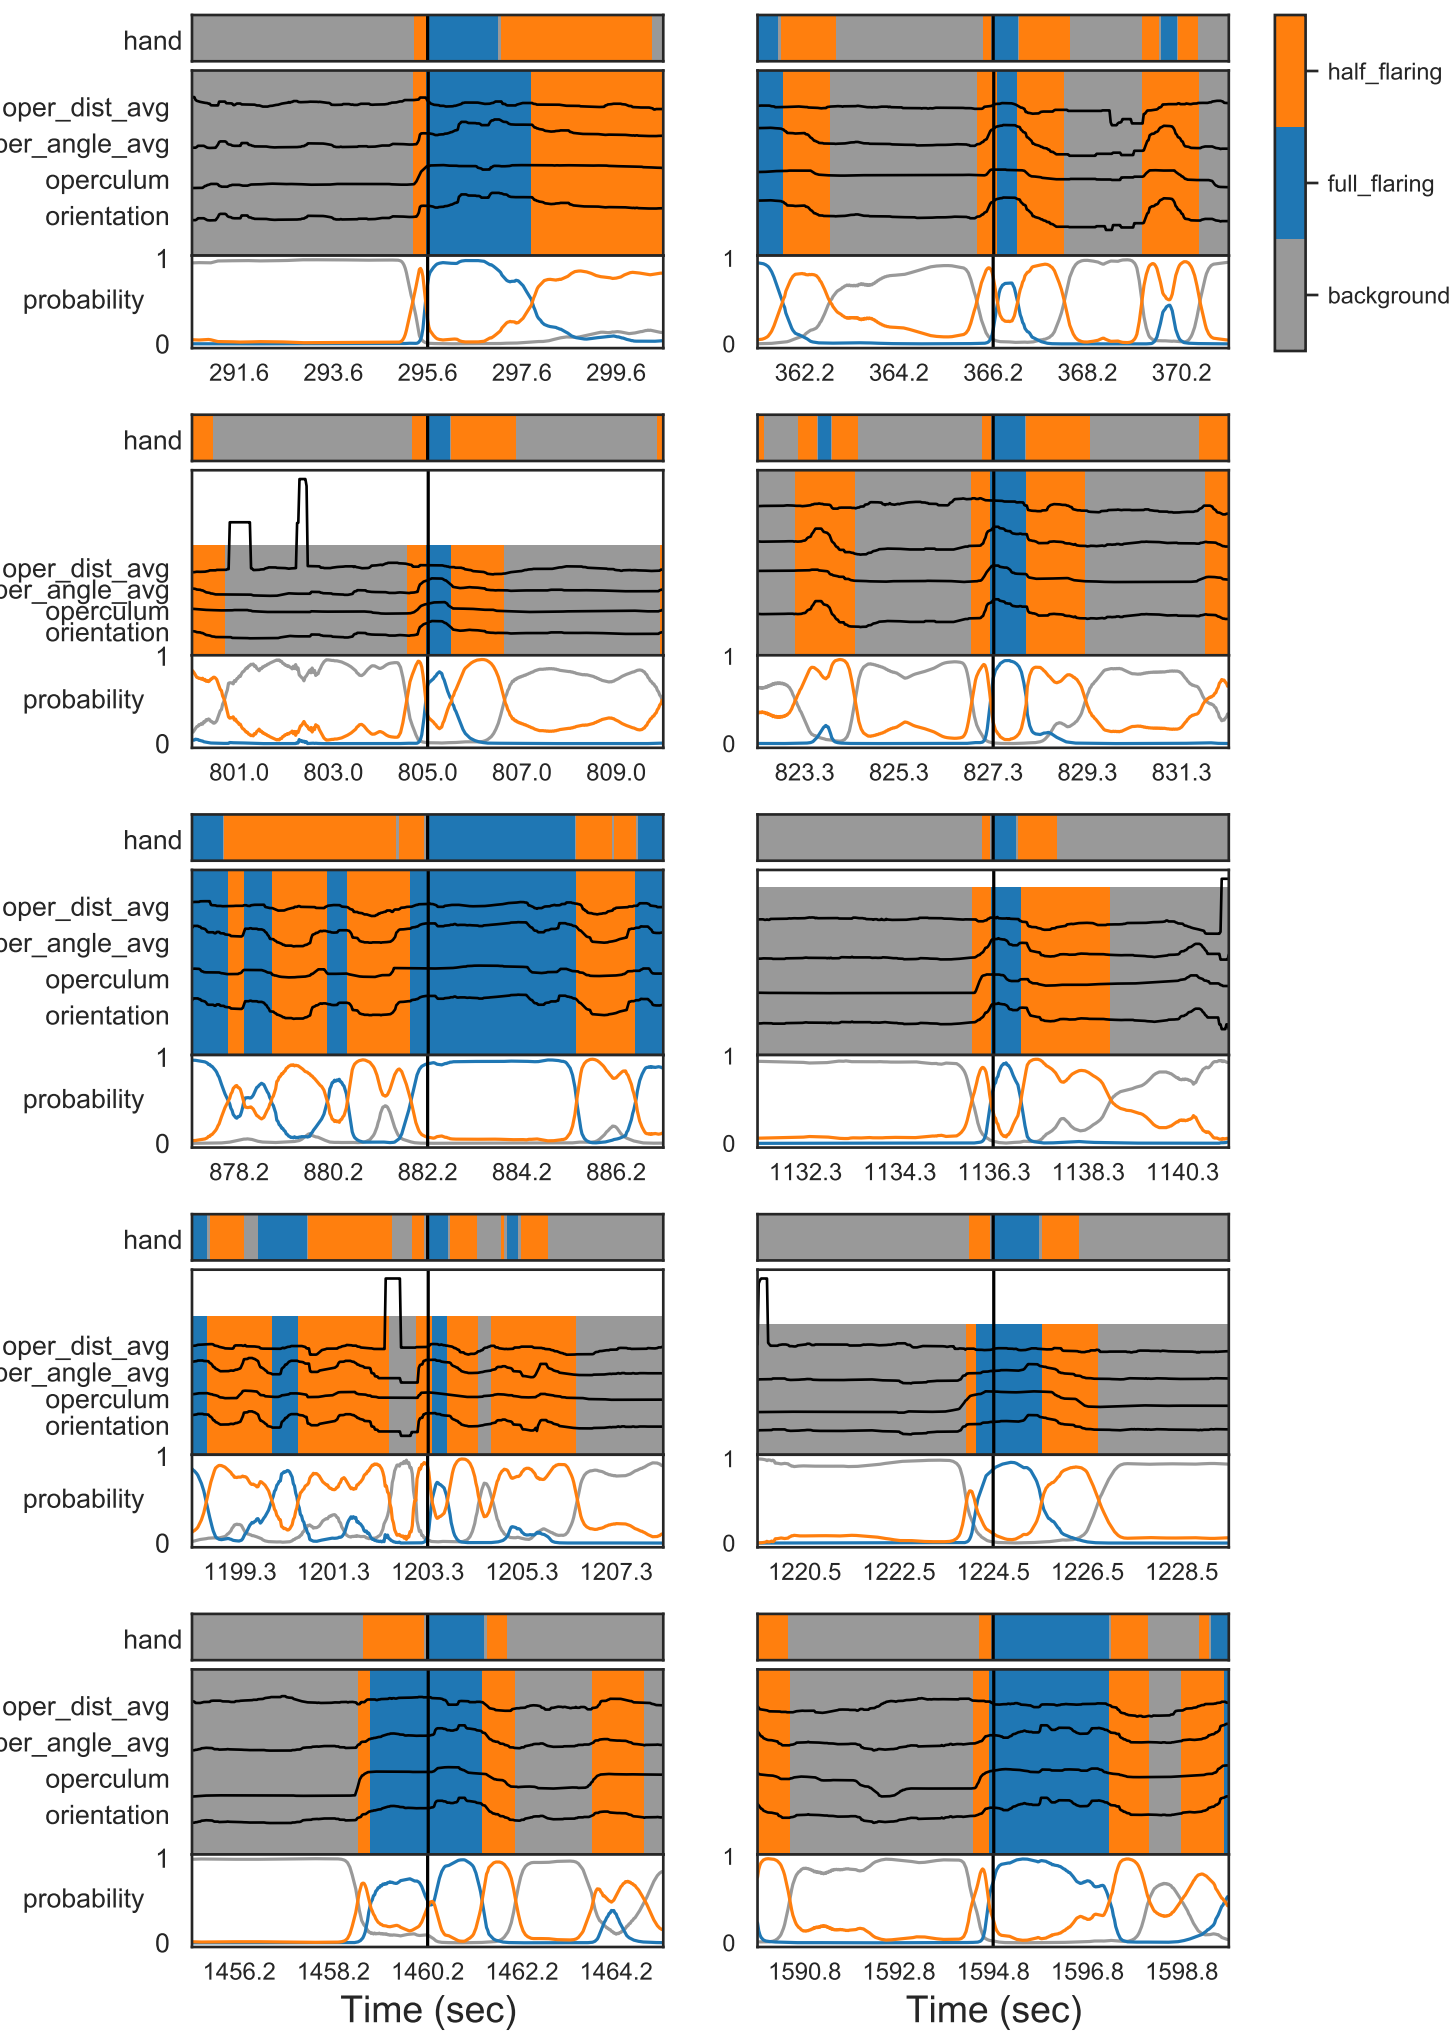 hand
half_flaring
oper_dist_avg
per_angle_avg
operculum
full_flaring
orientation
1
1
probability
background
0
0
291.6 293.6 295.6 297.6 299.6
362.2 364.2 366.2 368.2 370.2
hand
oper_dist_avg
per_angle_avg
operculum
orientation
1
1
probability
0
0
801.0 803.0 805.0 807.0 809.0
823.3 825.3 827.3 829.3 831.3
hand
oper_dist_avg
per_angle_avg
operculum
orientation
1
1
probability
0
0
878.2 880.2 882.2 884.2 886.2
1132.3 1134.3 1136.3 1138.3 1140.3
hand
oper_dist_avg
per_angle_avg
operculum
orientation
1
1
probability
0
0
1199.3 1201.3 1203.3 1205.3 1207.3
1220.5 1222.5 1224.5 1226.5 1228.5
hand
oper_dist_avg
per_angle_avg
operculum
orientation
1
1
probability
0
0
1456.2 1458.2 1460.2 1462.2 1464.2
1590.8 1592.8 1594.8 1596.8 1598.8
Time (sec)
Time (sec)